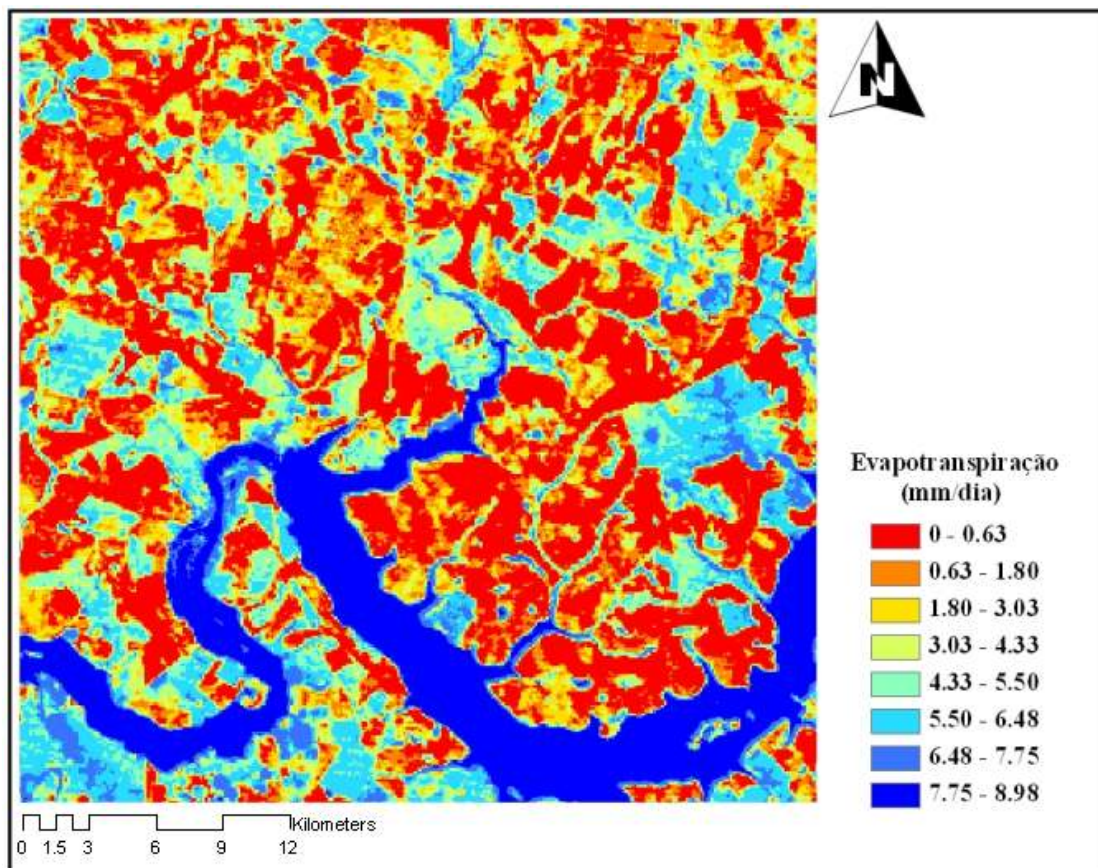 N
Evapotranspiração
(mm/dia)
0 - 0.63
0.63 - 1.80
1.80 - 3.03
3.03 - 4.33
4.33 - 5.50
5.50 - 6.48
6.48 - 7.75
7.75 - 8.98
Kilometers
0 1.5 3 6 9 12